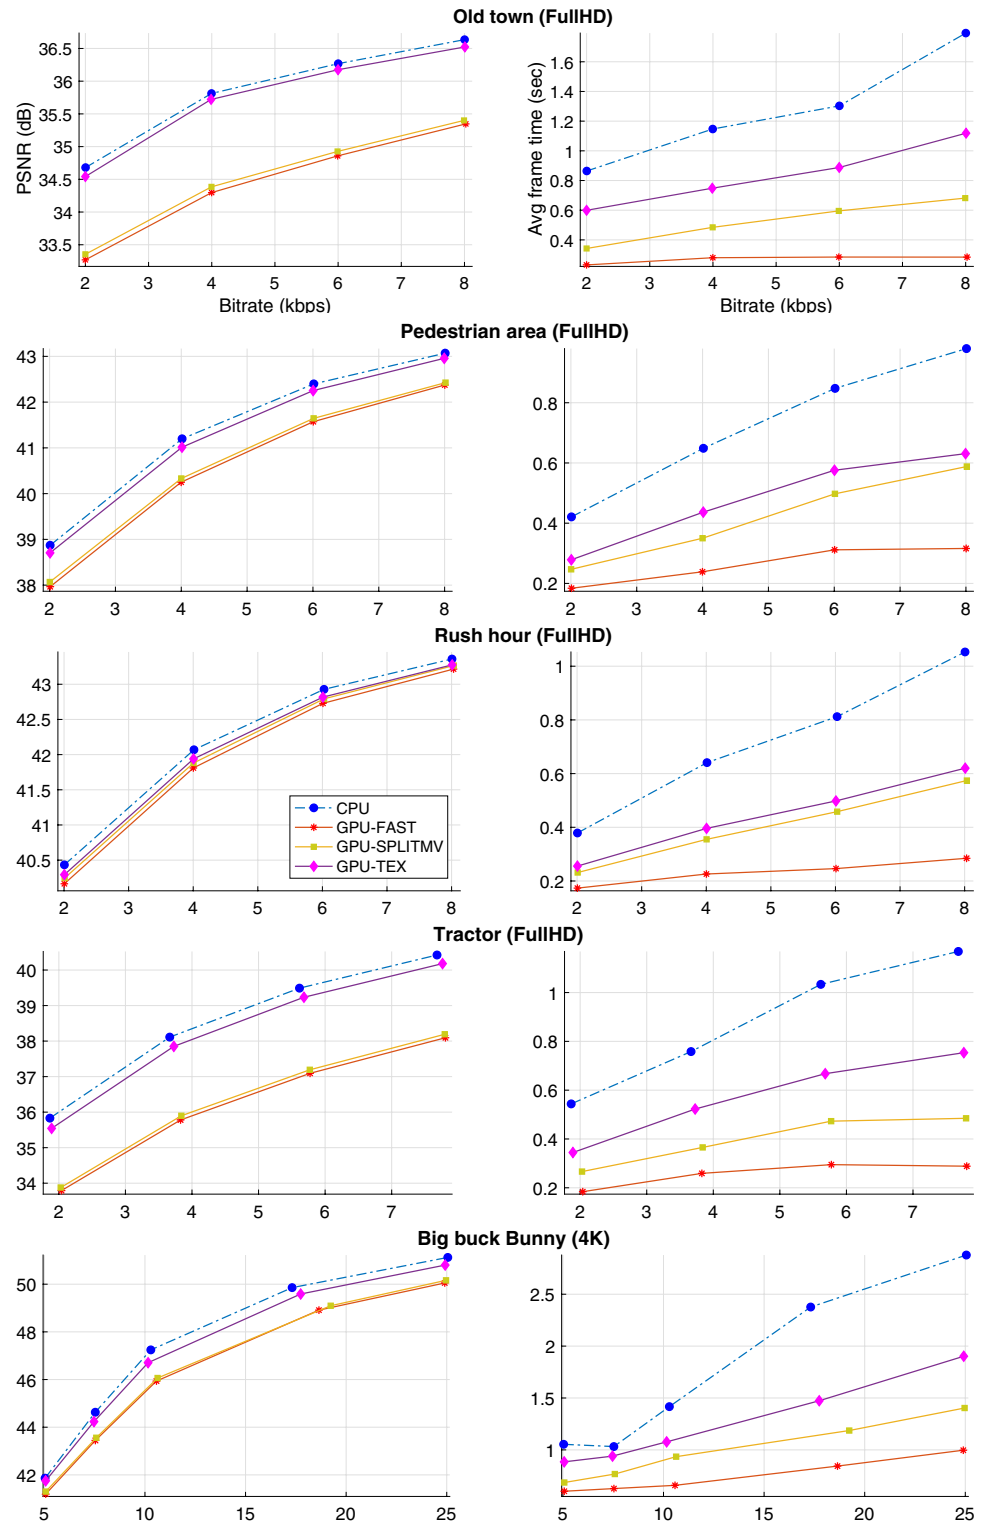 Old town (FullHD)
PSNR (dB)
36.5
36
35.5
35
34.5
34
33.5
2 3 4 5 6 7 8
Bitrate (kbps)
Avg frame time (sec)
1.6
1.4
1.2
1
0.8
0.6
0.4
2 3 4 5 6 7 8
Bitrate (kbps)
Pedestrian area (FullHD)
43
42
41
40
39
38
2 3 4 5 6 7 8
0.8
0.6
0.4
0.2
2 3 4 5 6 7 8
Rush hour (FullHD)
43
42.5
42
41.5
41
40.5
2 3 4 5 6 7 8
CPU
GPU-FAST
GPU-SPLITMV
GPU-TEX
1
0.8
0.6
0.4
0.2
2 3 4 5 6 7 8
Tractor (FullHD)
40
39
38
37
36
35
34
2 3 4 5 6 7
1
0.8
0.6
0.4
0.2
2 3 4 5 6 7
Big buck Bunny (4K)
50
48
46
44
42
5 10 15 20 25
2.5
2
1.5
1
5 10 15 20 25